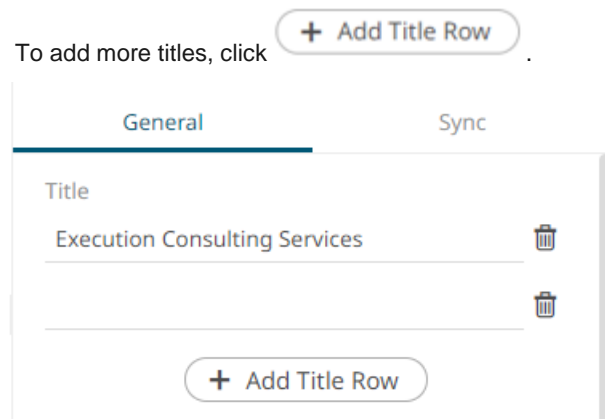 To add more titles, click + Add Title Row .
General Sync
Title
Execution Consulting Services
+ Add Title Row